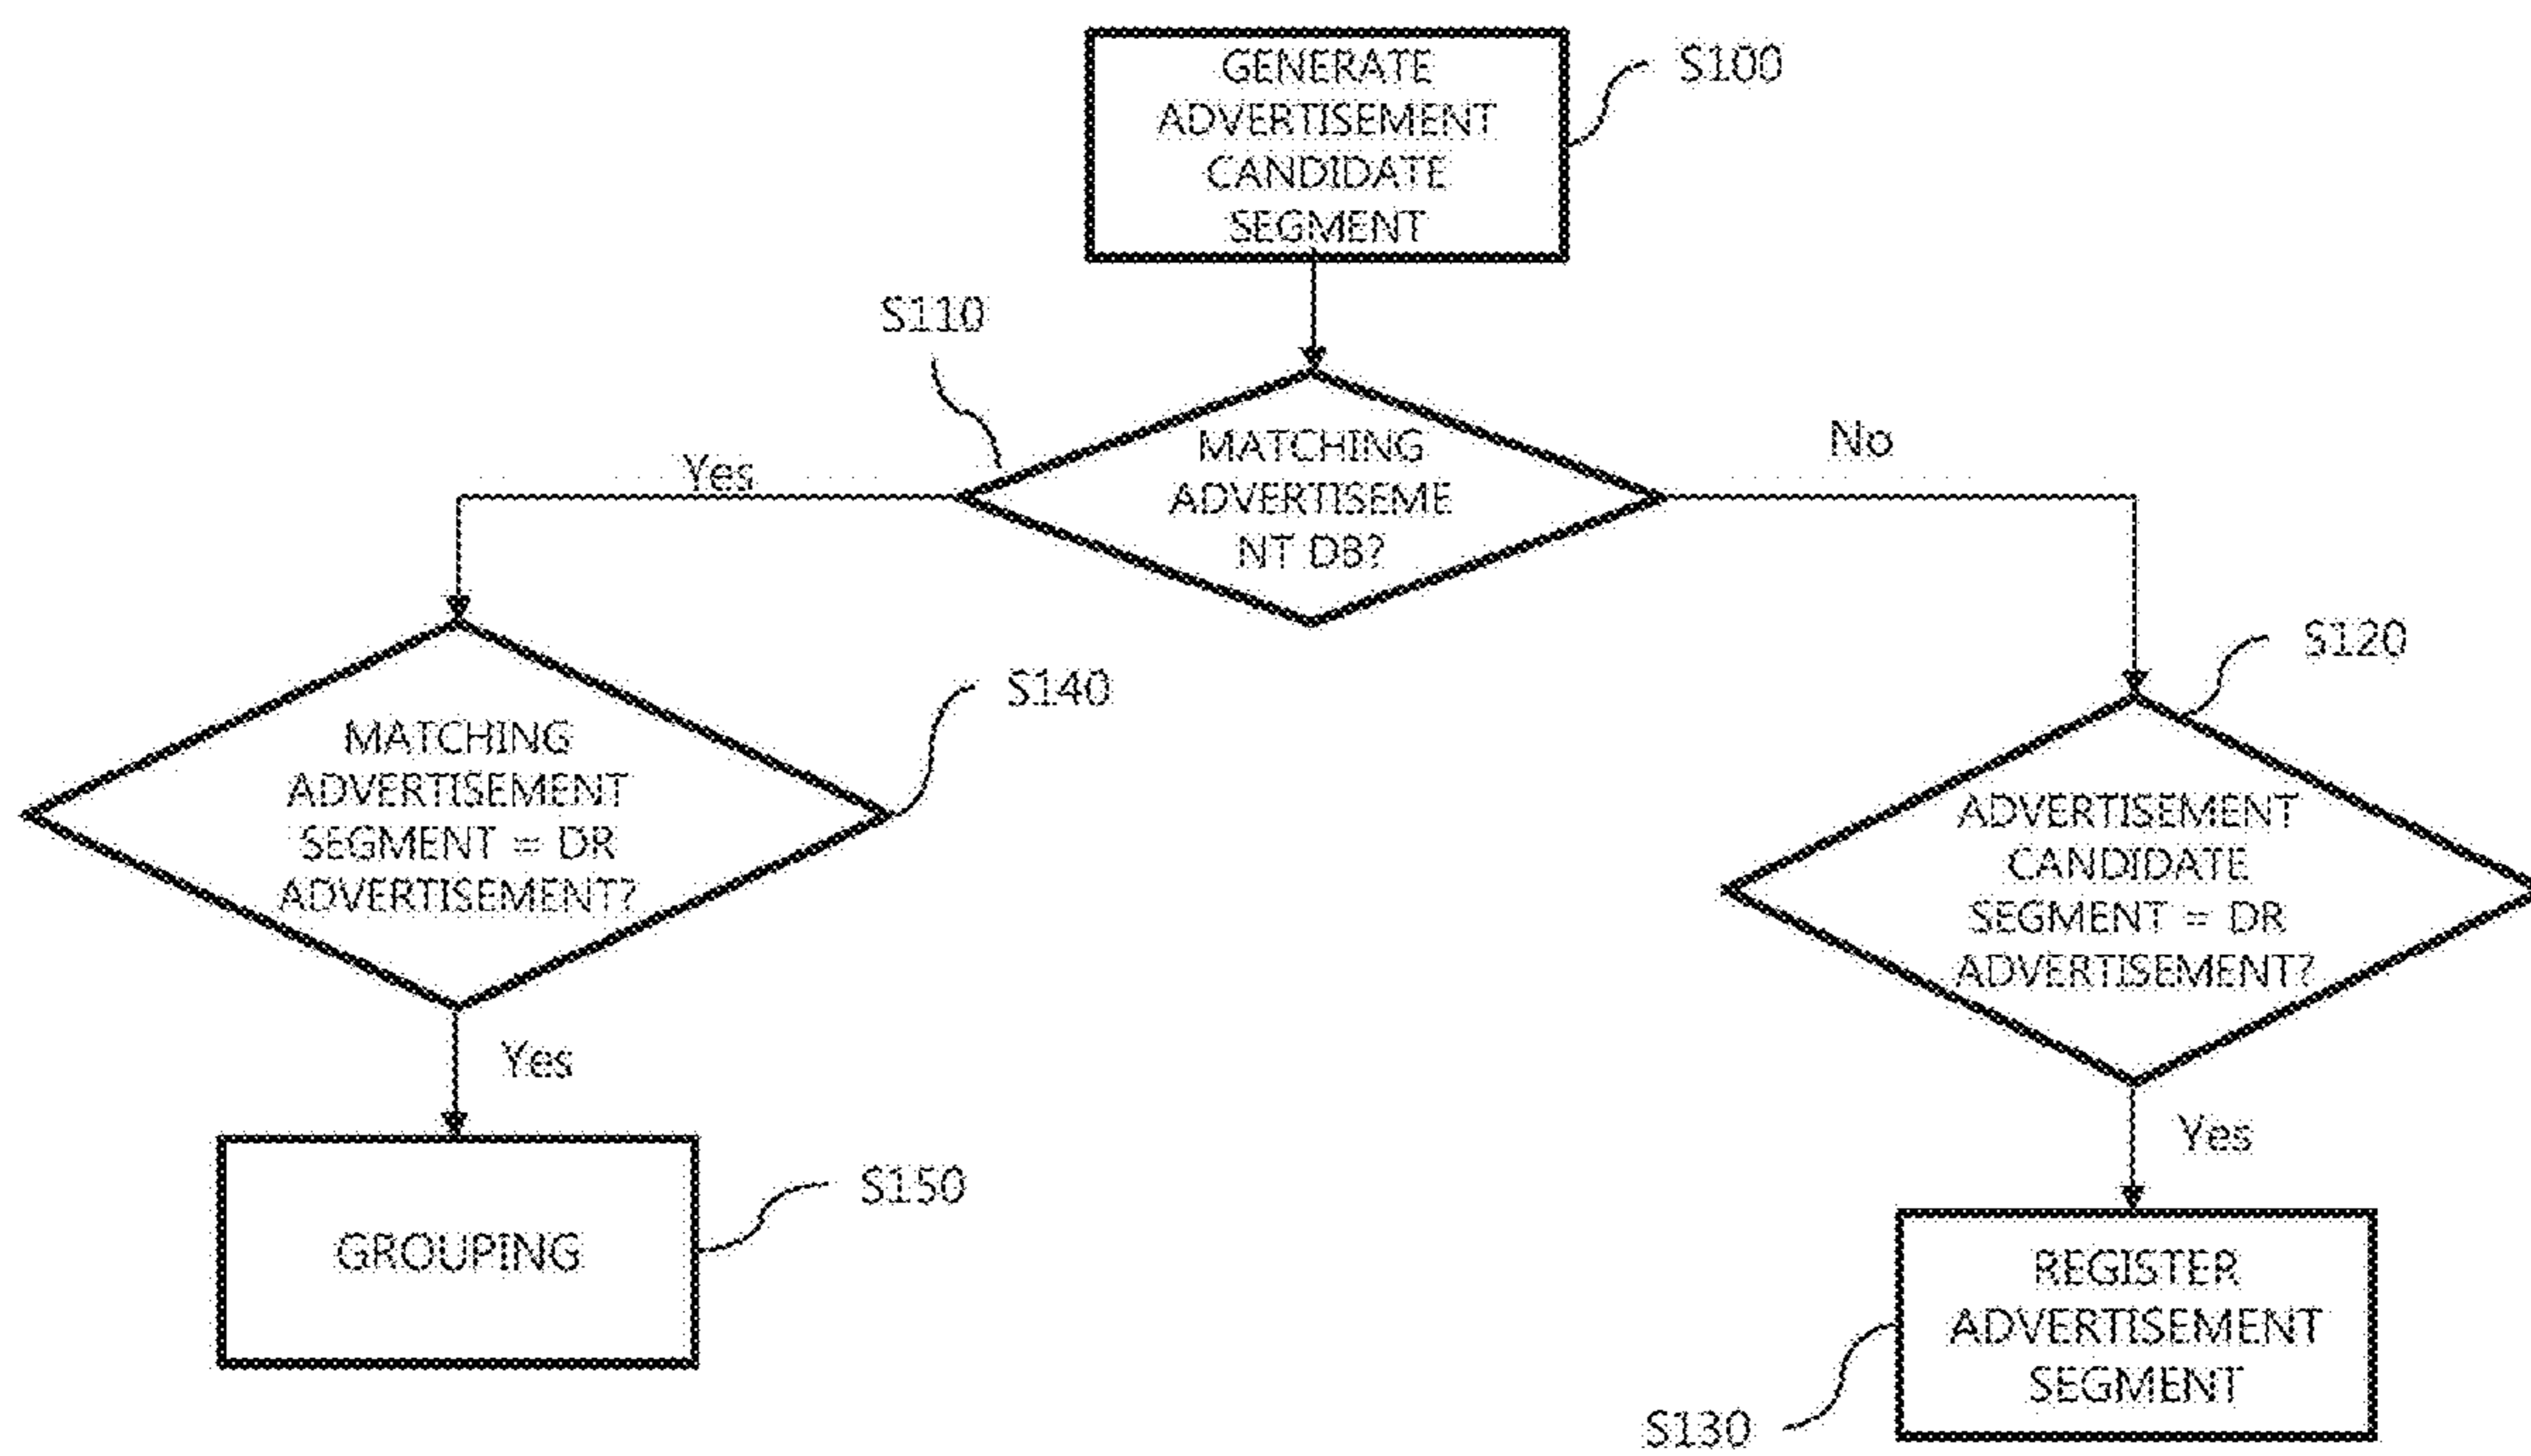 GENERATE
ADVERTISEMENT
CANDIDATE
SEGMENT
S100
S110
MATCHING
ADVERTISEME
NT DB?
Yes
No
S120
S140
MATCHING
ADVERTISEMENT
SEGMENT = DR
ADVERTISEMENT?
ADVERTISEMENT
CANDIDATE
SEGMENT = DR
ADVERTISEMENT?
Yes
Yes
GROUPING
S150
REGISTER
ADVERTISEMENT
SEGMENT
S130